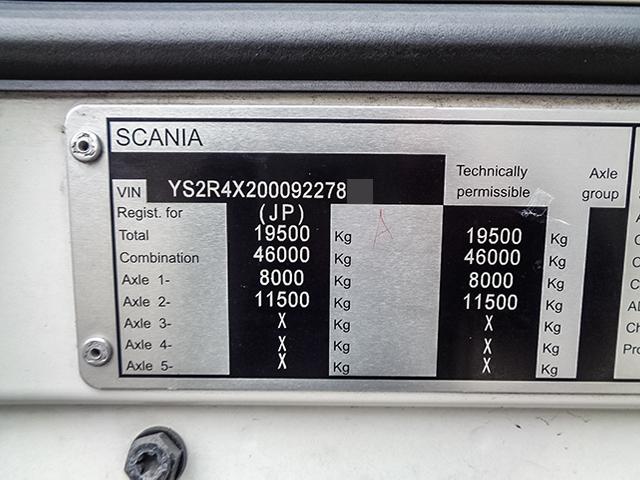 SCANIA
VIN YS2R4X200092278
Technically permissible
Axle group
Regist. for (JP)
Total 19500 Kg A 19500 Kg
Combination 46000 Kg 46000 Kg
Axle 1- 8000 Kg 8000 Kg
Axle 2- 11500 Kg 11500 Kg
Axle 3- X Kg X Kg
Axle 4- X Kg X Kg
Axle 5- X Kg X Kg